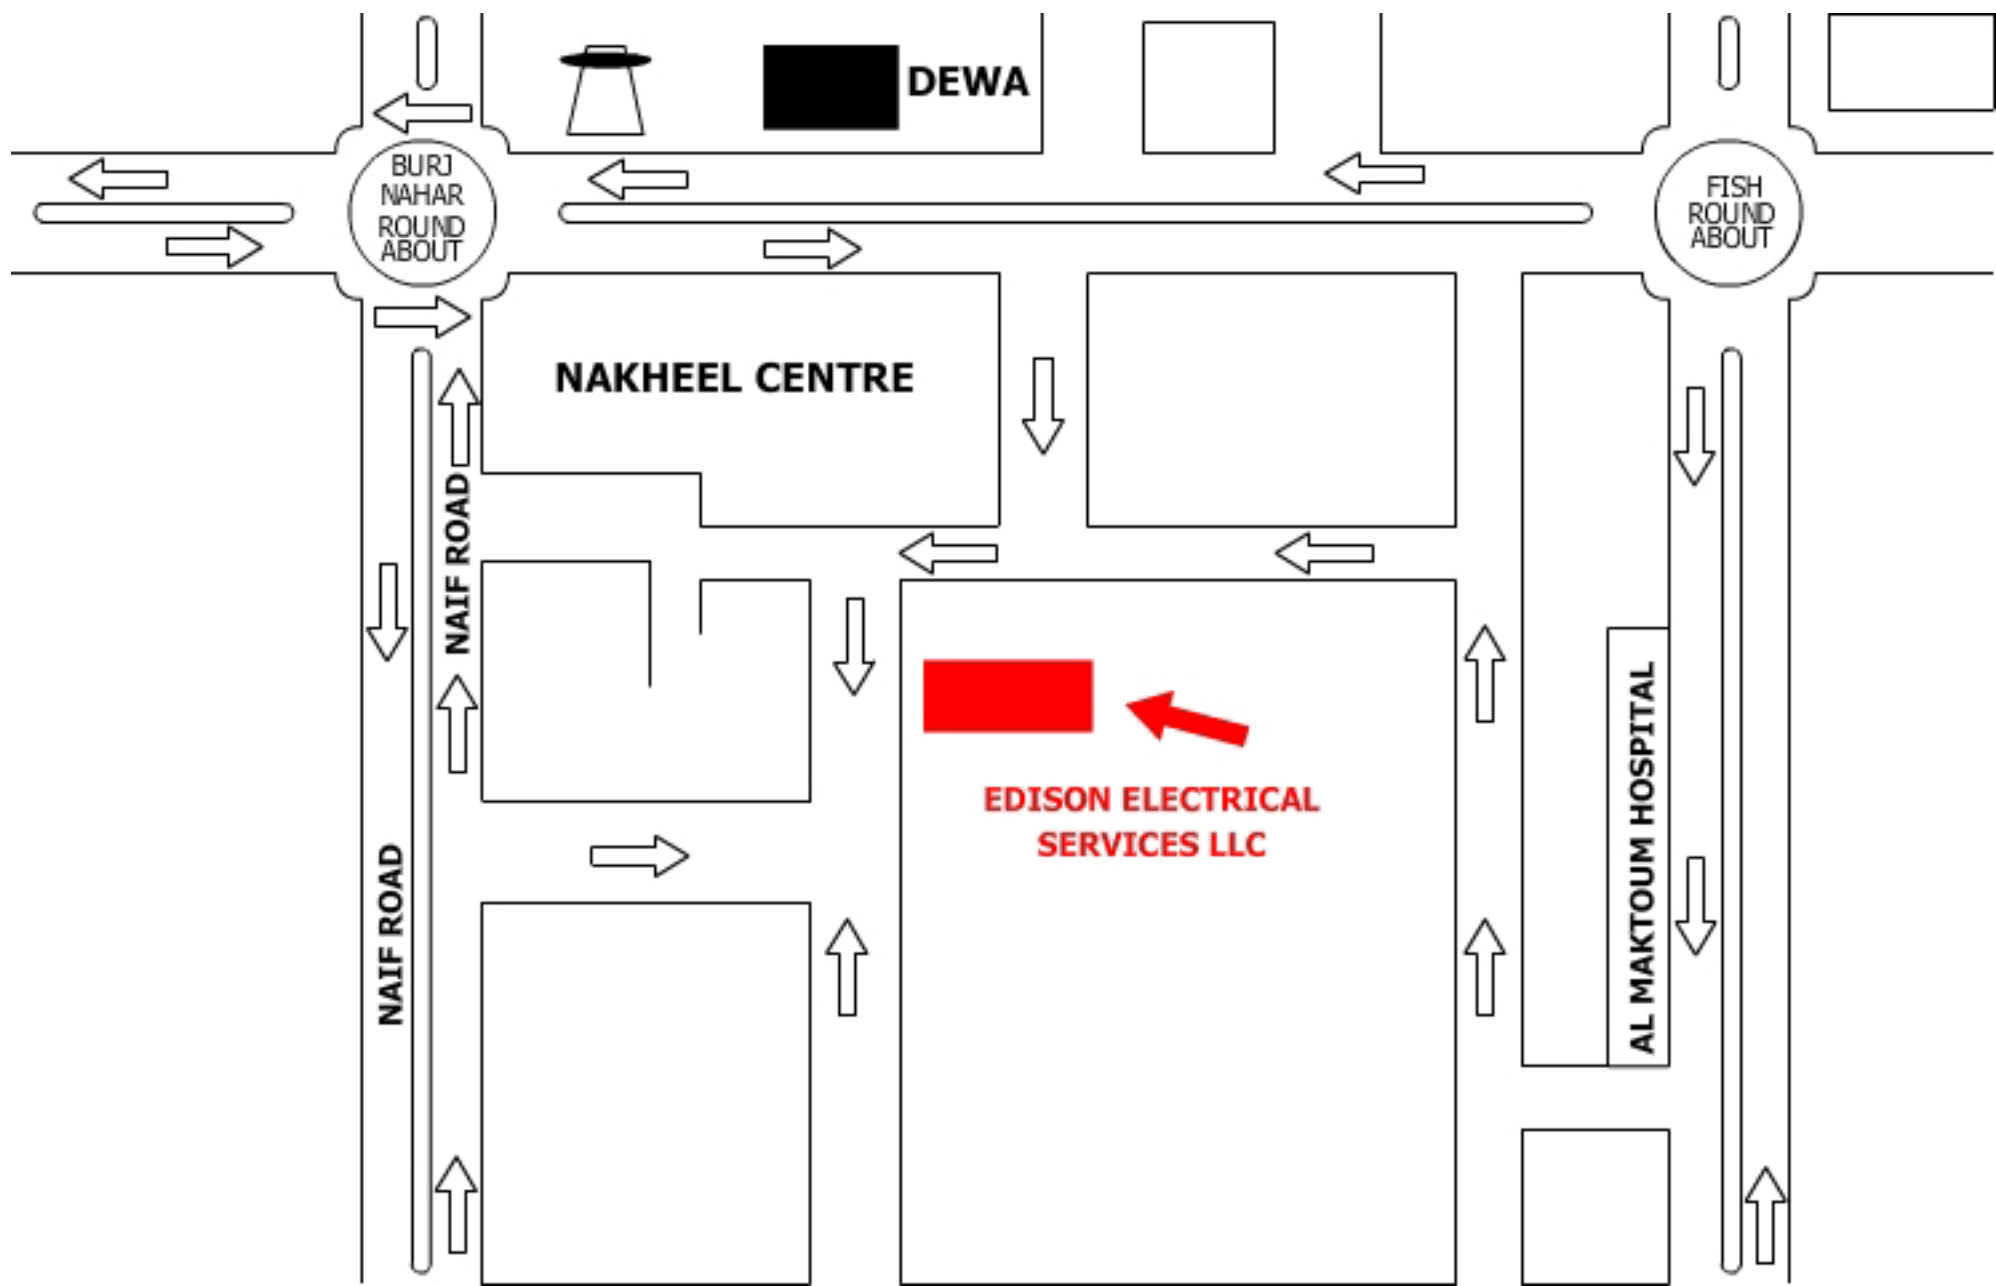 DEWA
BURJ
NAHAR
ROUND
ABOUT
FISH
ROUND
ABOUT
NAKHEEL CENTRE
NAIF ROAD
NAIF ROAD
EDISON ELECTRICAL
SERVICES LLC
AL MAKTOUM HOSPITAL